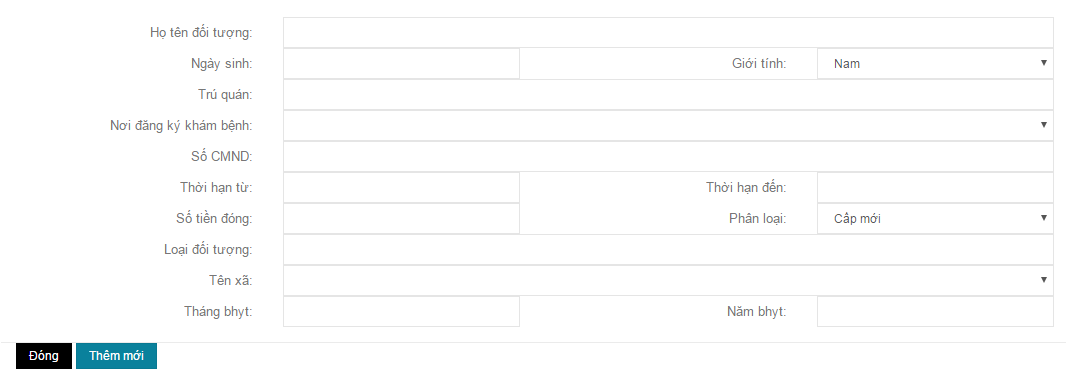 Họ tên đối tượng:
Ngày sinh: Giới tính: Nam
Trú quán:
Nơi đăng ký khám bệnh:
Số CMND:
Thời hạn từ: Thời hạn đến:
Số tiền đóng: Phân loại: Cấp mới
Loại đối tượng:
Tên xã:
Tháng bhyt: Năm bhyt:
Đóng Thêm mới